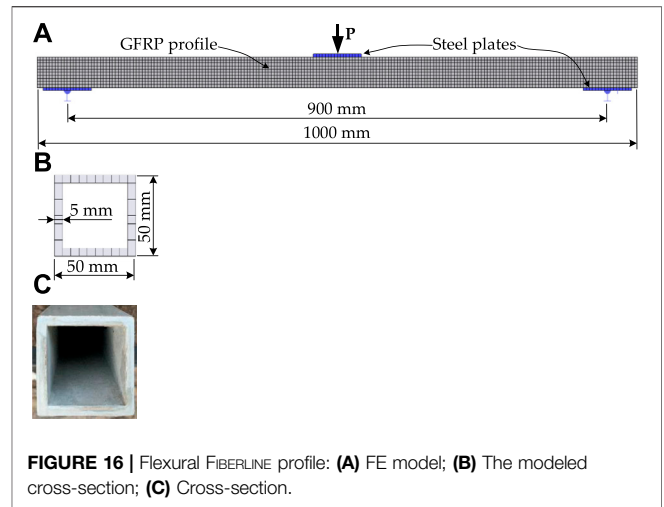 A
P
GFRP profile
Steel plates
900 mm
1000 mm
B
5 mm
50 mm
50 mm
C
FIGURE 16 | Flexural FIBERLINE profile: (A) FE model; (B) The modeled
cross-section; (C) Cross-section.